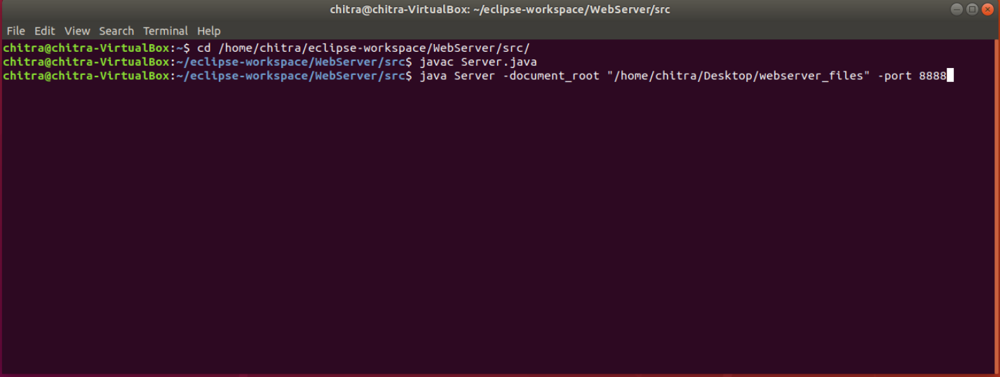 chitra@chitra-VirtualBox: ~/eclipse-workspace/WebServer/src
File Edit View Search Terminal Help
chitra@chitra-VirtualBox:~$ cd /home/chitra/eclipse-workspace/WebServer/src/
chitra@chitra-VirtualBox:~/eclipse-workspace/WebServer/src$ javac Server.java
chitra@chitra-VirtualBox:~/eclipse-workspace/WebServer/src$ java Server -document_root "/home/chitra/Desktop/webserver_files" -port 8888